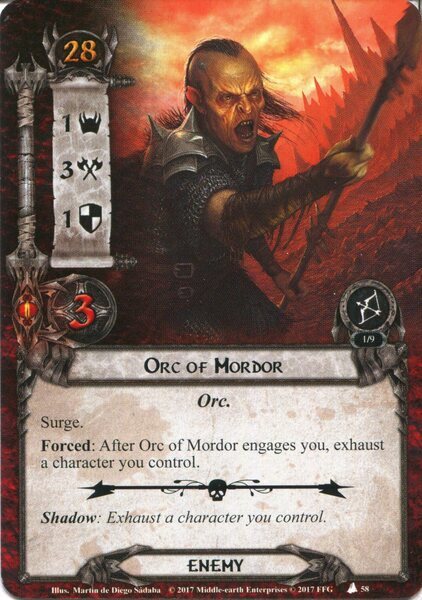 28
1
3
1
3
1/9
Orc of Mordor
Orc.
Surge.
Forced: After Orc of Mordor engages you, exhaust
a character you control.
Shadow: Exhaust a character you control.
ENEMY
Illus. Martin de Diego Sádaba © 2017 Middle-earth Enterprises © 2017 FFG 58